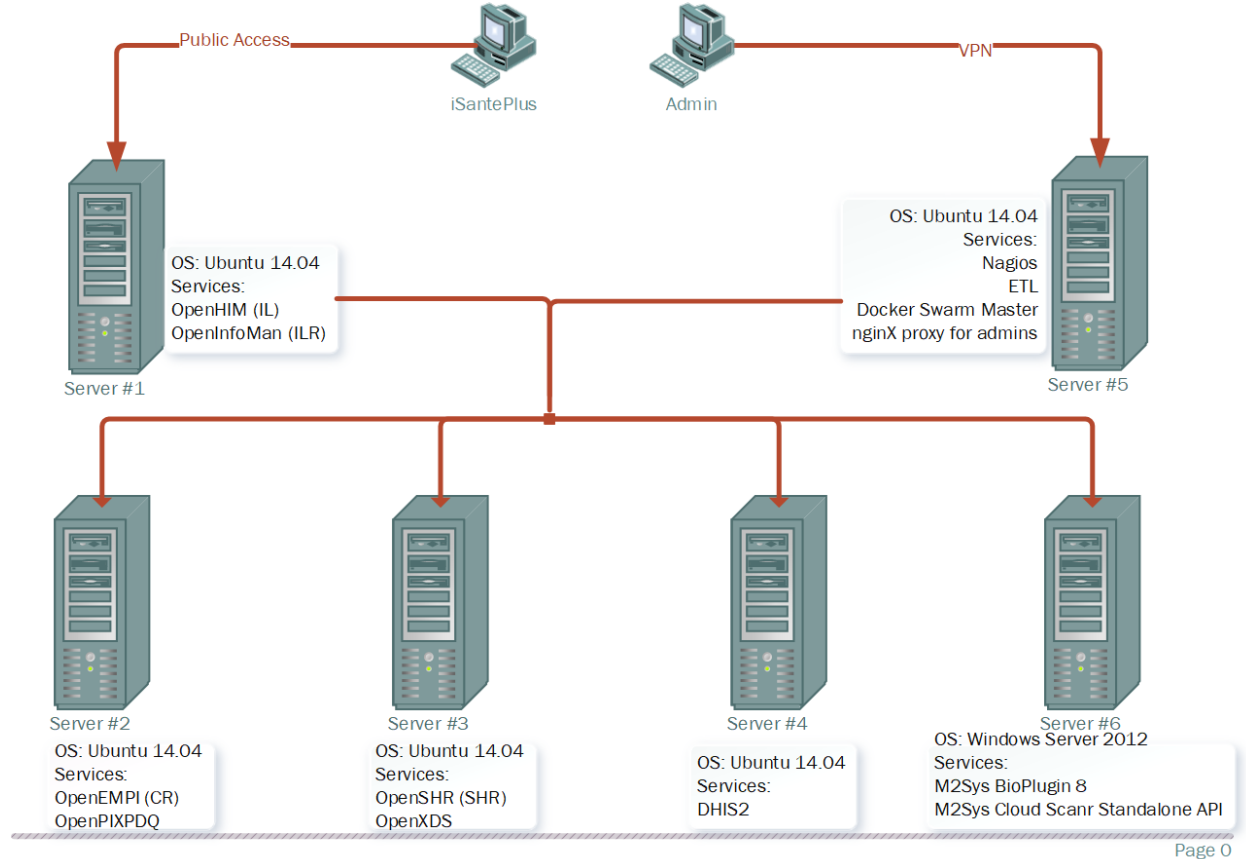 Public Access
VPN
iSantePlus
Admin
OS: Ubuntu 14.04
Services:
OpenHIM (IL)
OpenInfoMan (ILR)
Server #1
OS: Ubuntu 14.04
Services:
Nagios
ETL
Docker Swarm Master
nginX proxy for admins
Server #5
Server #2
OS: Ubuntu 14.04
Services:
OpenEMPI (CR)
OpenPIXPDQ
Server #3
OS: Ubuntu 14.04
Services:
OpenSHR (SHR)
OpenXDS
Server #4
OS: Ubuntu 14.04
Services:
DHIS2
Server #6
OS: Windows Server 2012
Services:
M2Sys BioPlugin 8
M2Sys Cloud Scanr Standalone API
Page 0